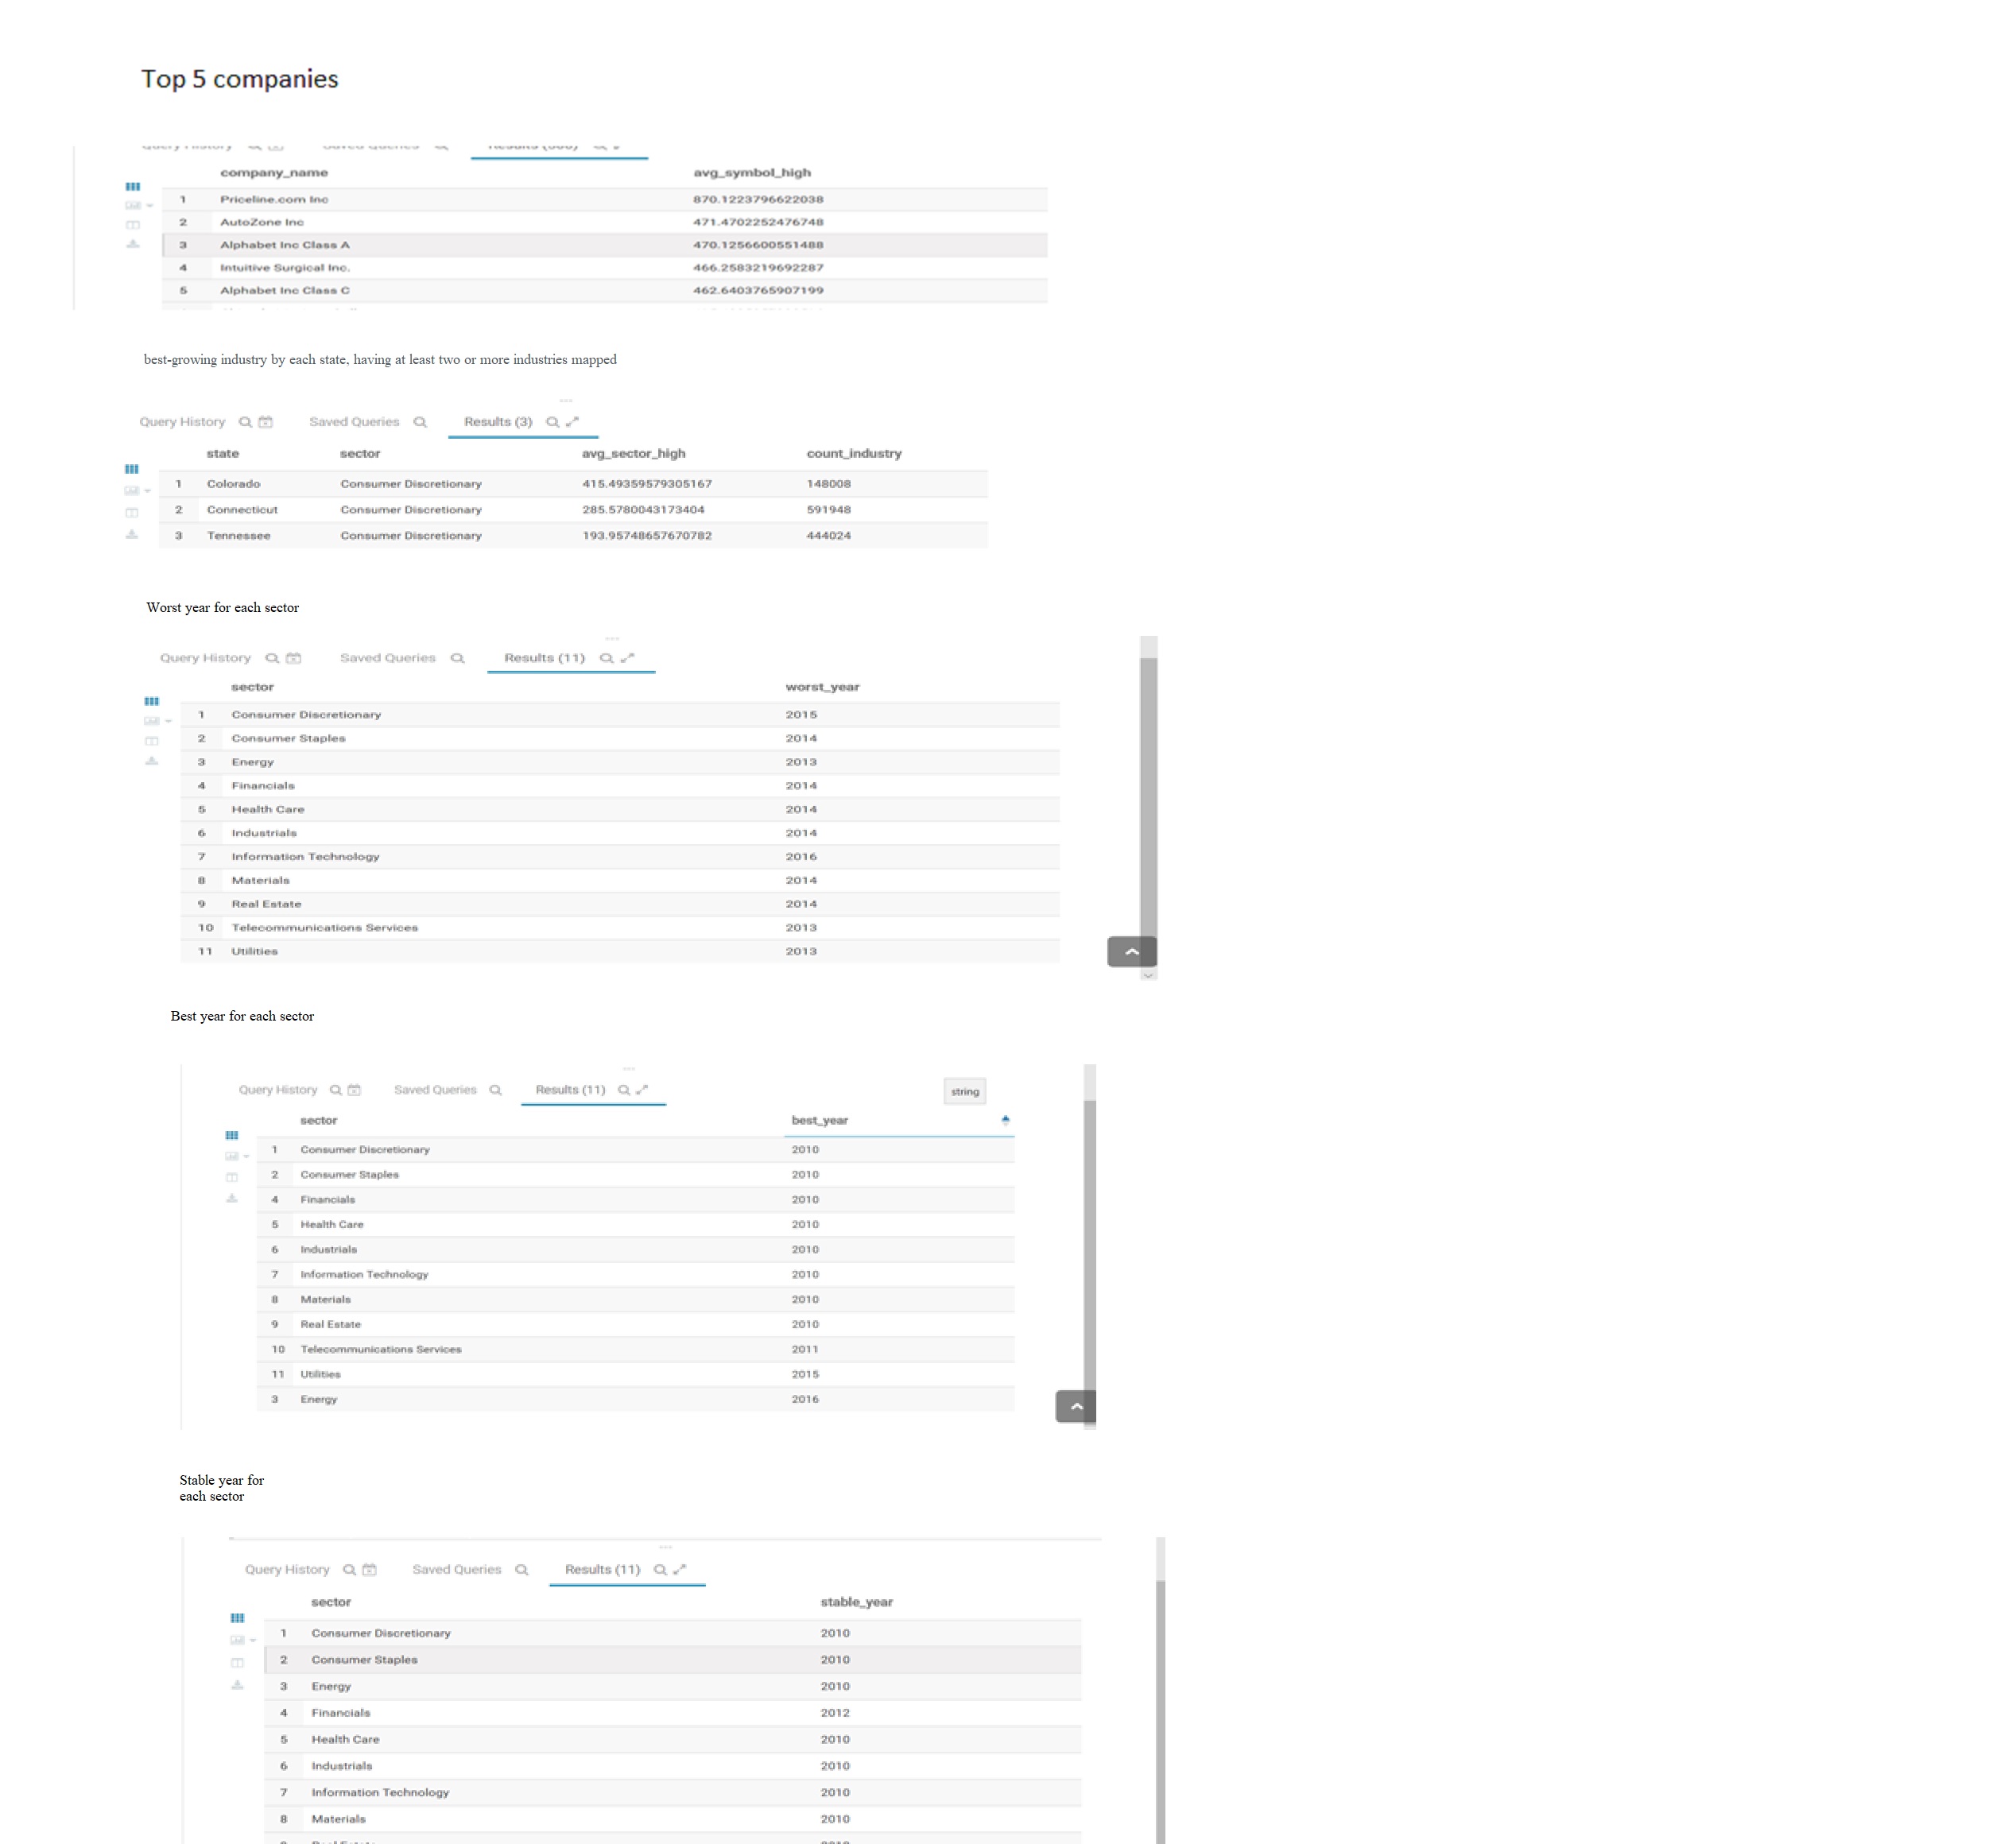 Top 5 companies
Query History Saved Queries Results
company_name avg_symbol_high
1 Priceline.com Inc 870.1223796622038
2 AutoZone Inc 471.4702252476748
3 Alphabet Inc Class A 470.1256600551488
4 Intuitive Surgical Inc. 466.2583219692287
5 Alphabet Inc Class C 462.6403765907199
best-growing industry by each state, having at least two or more industries mapped
Query History Saved Queries Results (3)
state sector avg_sector_high count_industry
1 Colorado Consumer Discretionary 415.49359579305167 148008
2 Connecticut Consumer Discretionary 285.5780043173404 591948
3 Tennessee Consumer Discretionary 193.95748657670782 444024
Worst year for each sector
Query History Saved Queries Results (11)
sector worst_year
1 Consumer Discretionary 2015
2 Consumer Staples 2014
3 Energy 2013
4 Financials 2014
5 Health Care 2014
6 Industrials 2014
7 Information Technology 2016
8 Materials 2014
9 Real Estate 2014
10 Telecommunications Services 2013
11 Utilities 2013
Best year for each sector
Query History Saved Queries Results (11) string
sector best_year
1 Consumer Discretionary 2010
2 Consumer Staples 2010
4 Financials 2010
5 Health Care 2010
6 Industrials 2010
7 Information Technology 2010
8 Materials 2010
9 Real Estate 2010
10 Telecommunications Services 2011
11 Utilities 2015
3 Energy 2016
Stable year for
each sector
Query History Saved Queries Results (11)
sector stable_year
1 Consumer Discretionary 2010
2 Consumer Staples 2010
3 Energy 2010
4 Financials 2012
5 Health Care 2010
6 Industrials 2010
7 Information Technology 2010
8 Materials 2010